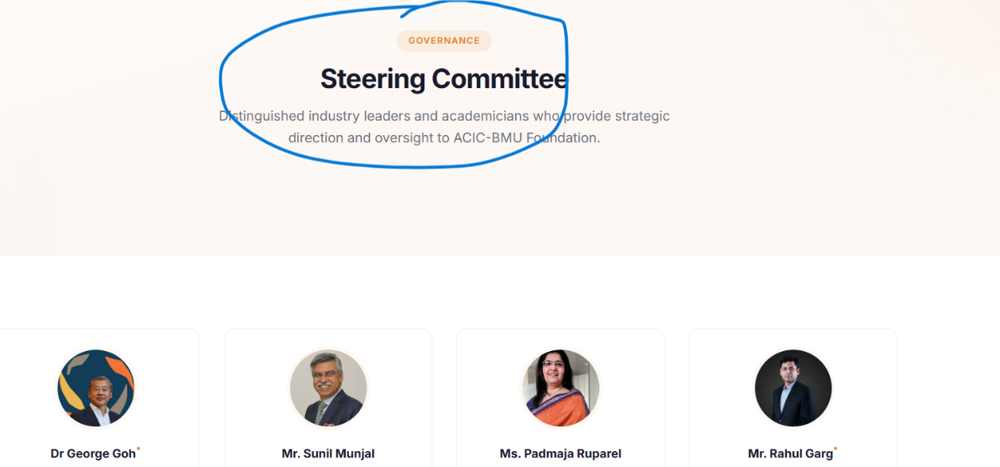 GOVERNANCE
Steering Committee
Distinguished industry leaders and academicians who provide strategic
direction and oversight to ACIC-BMU Foundation.
Dr George Goh*
Mr. Sunil Munjal
Ms. Padmaja Ruparel
Mr. Rahul Garg*